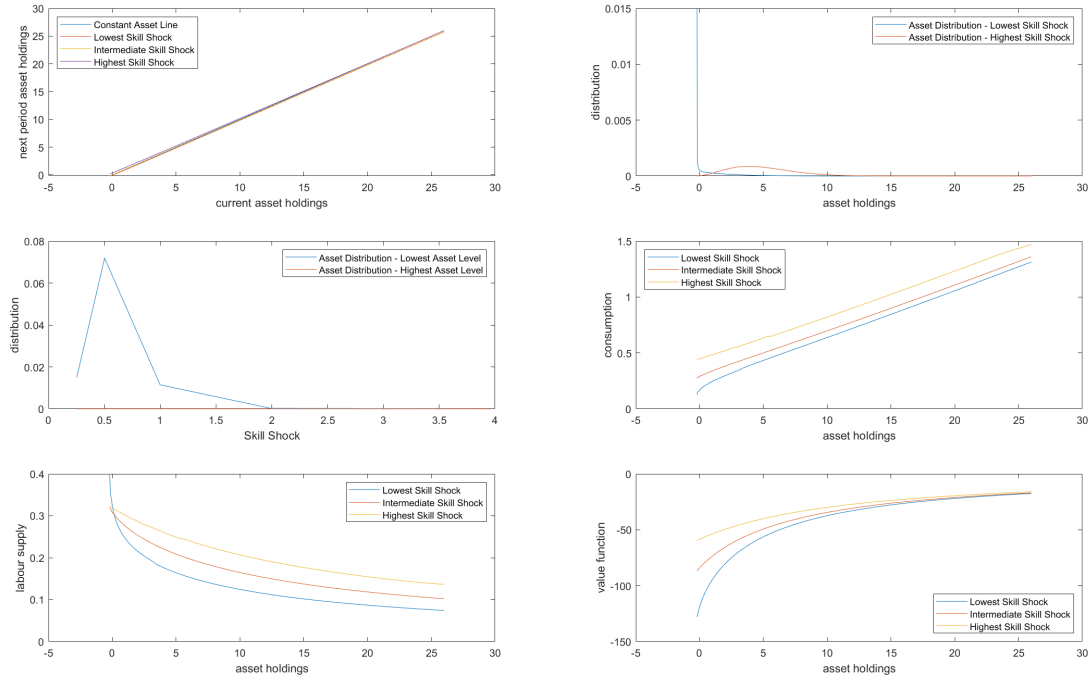 30
25
20
15
10
5
0
-5
0
5
10
15
20
25
30
next period asset holdings
current asset holdings
Constant Asset Line
Lowest Skill Shock
Intermediate Skill Shock
Highest Skill Shock
0.015
0.01
0.005
0
-5
0
5
10
15
20
25
30
distribution
asset holdings
Asset Distribution - Lowest Skill Shock
Asset Distribution - Highest Skill Shock
0.08
0.06
0.04
0.02
0
0
0.5
1
1.5
2
2.5
3
3.5
4
distribution
Skill Shock
Asset Distribution - Lowest Asset Level
Asset Distribution - Highest Asset Level
1.5
1
0.5
0
-5
0
5
10
15
20
25
30
consumption
asset holdings
Lowest Skill Shock
Intermediate Skill Shock
Highest Skill Shock
0.4
0.3
0.2
0.1
0
-5
0
5
10
15
20
25
30
labour supply
asset holdings
Lowest Skill Shock
Intermediate Skill Shock
Highest Skill Shock
0
-50
-100
-150
-5
0
5
10
15
20
25
30
value function
asset holdings
Lowest Skill Shock
Intermediate Skill Shock
Highest Skill Shock